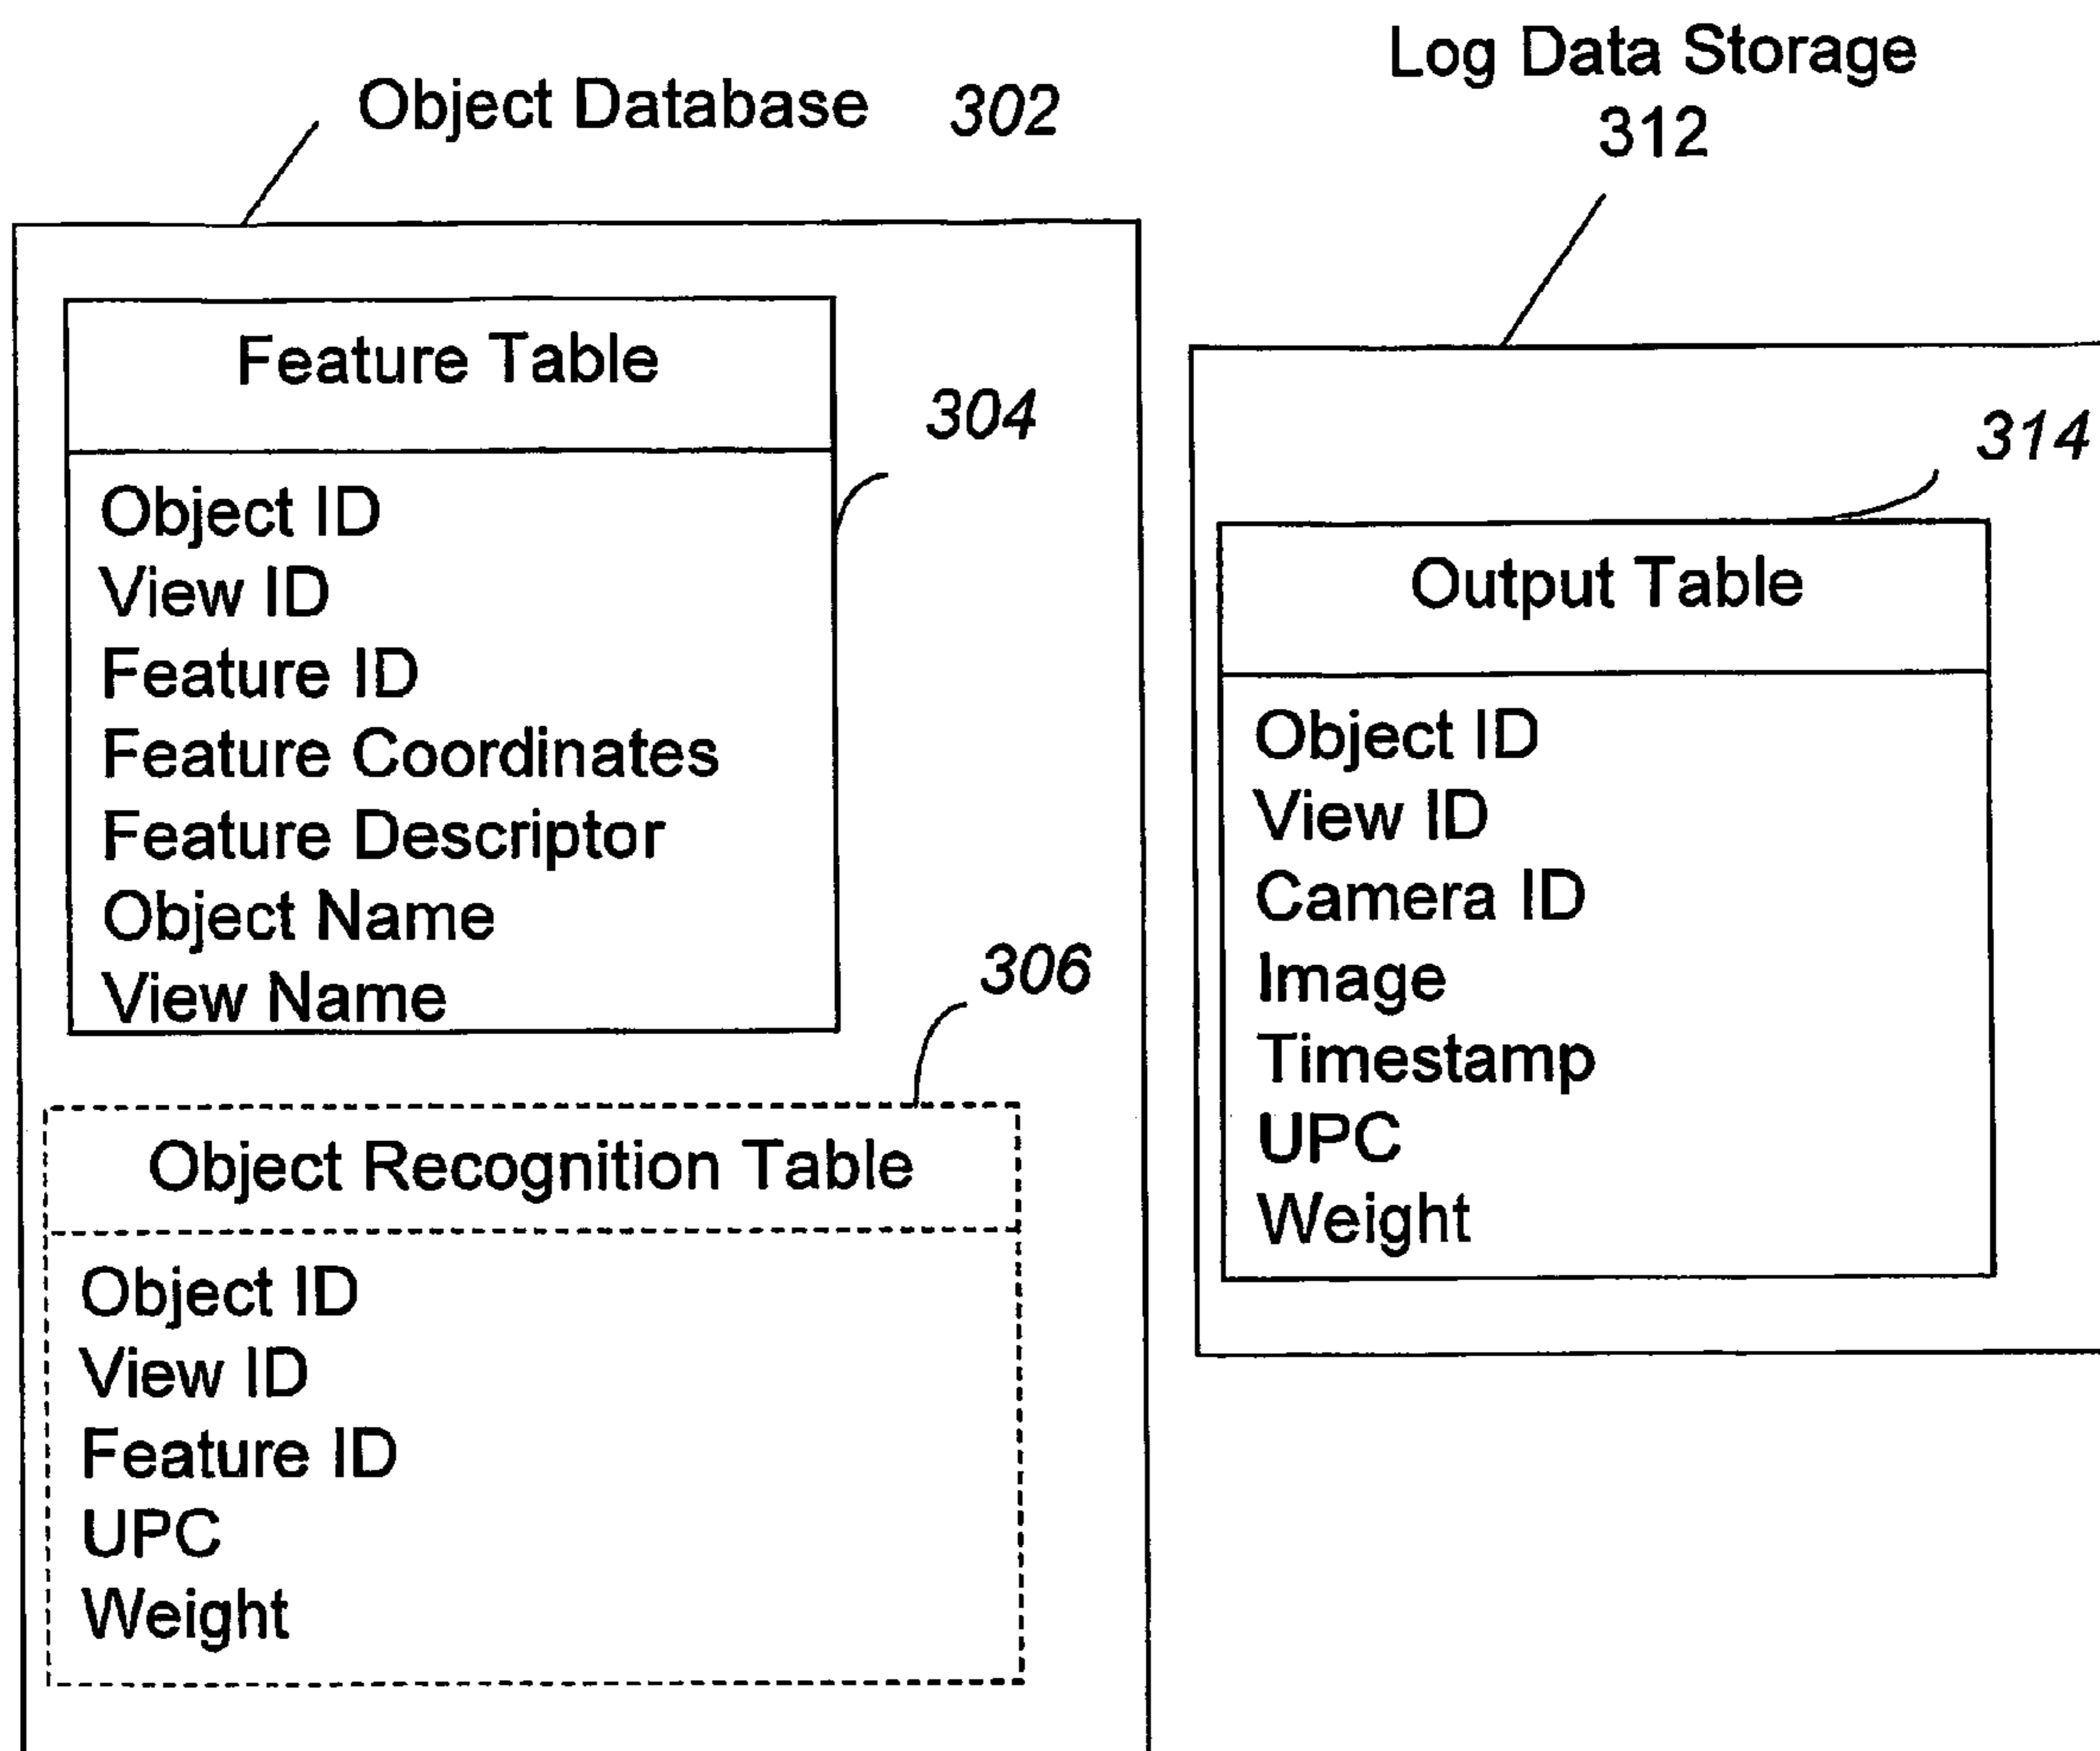 Object Database 302
Feature Table
304
Object ID
View ID
Feature ID
Feature Coordinates
Feature Descriptor
Object Name
View Name
306
Object Recognition Table
Object ID
View ID
Feature ID
UPC
Weight
Log Data Storage
312
314
Output Table
Object ID
View ID
Camera ID
Image
Timestamp
UPC
Weight